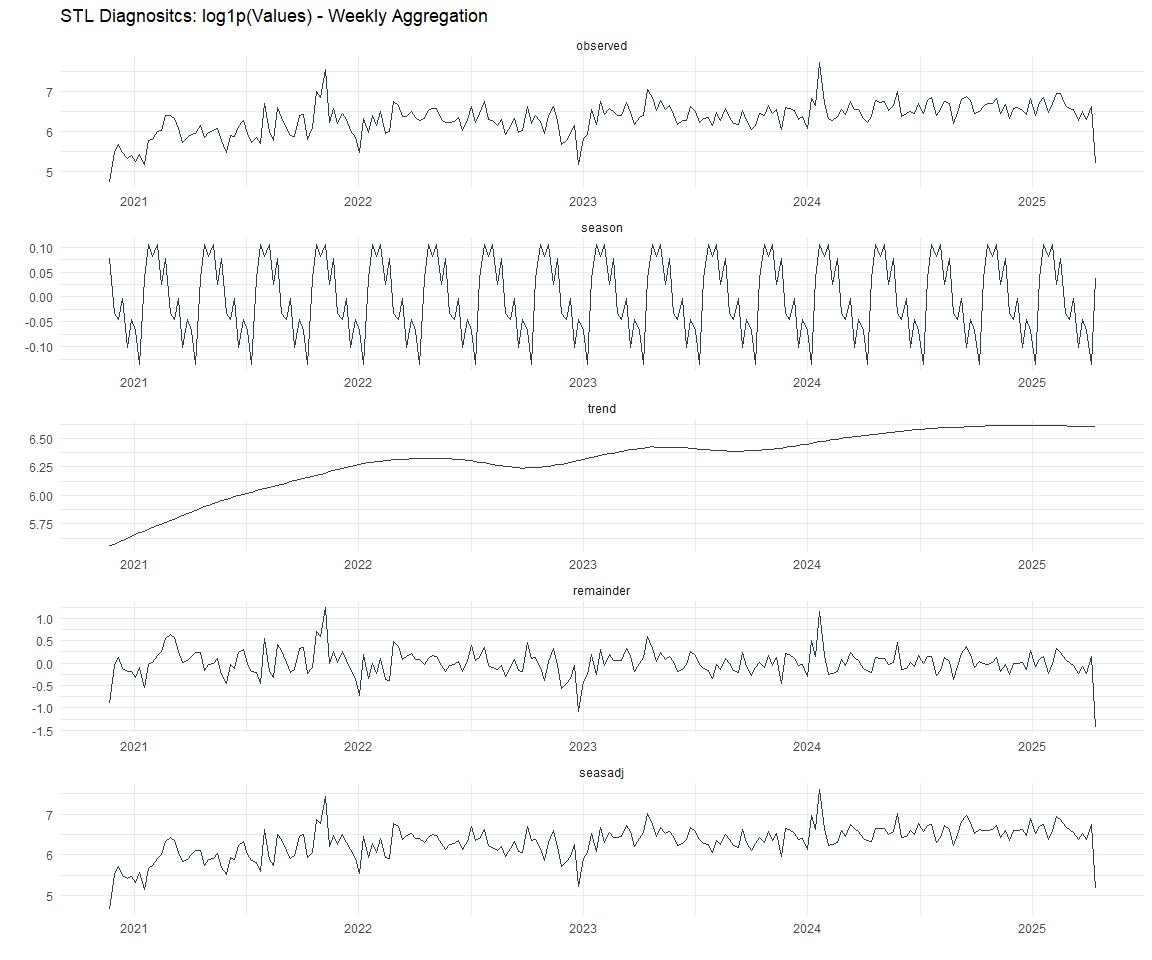 STL Diagnositcs: log1p(Values) - Weekly Aggregation
observed
7
6
5
2021 2022 2023 2024 2025
season
0.10
0.05
0.00
-0.05
-0.10
2021 2022 2023 2024 2025
trend
6.50
6.25
6.00
5.75
2021 2022 2023 2024 2025
remainder
1.0
0.5
0.0
-0.5
-1.0
-1.5
2021 2022 2023 2024 2025
seasadj
7
6
5
2021 2022 2023 2024 2025